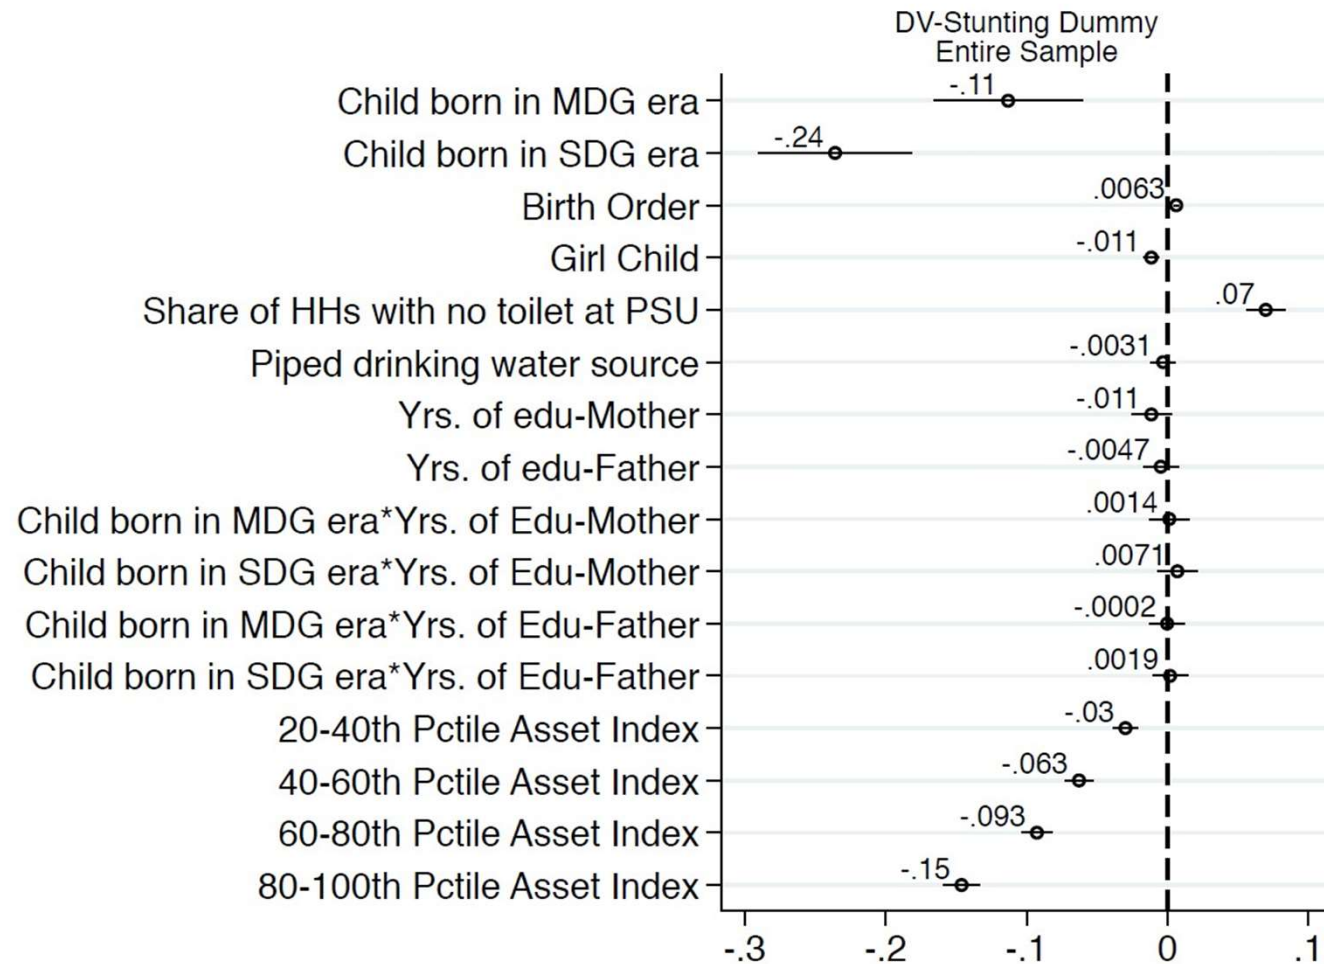 DV-Stunting Dummy
Entire Sample
Child born in MDG era -.11
Child born in SDG era -.24
Birth Order .0063
Girl Child -.011
Share of HHs with no toilet at PSU .07
Piped drinking water source -.0031
Yrs. of edu-Mother -.011
Yrs. of edu-Father -.0047
Child born in MDG era*Yrs. of Edu-Mother .0014
Child born in SDG era*Yrs. of Edu-Mother .0071
Child born in MDG era*Yrs. of Edu-Father -.0002
Child born in SDG era*Yrs. of Edu-Father .0019
20-40th Pctile Asset Index -.03
40-60th Pctile Asset Index -.063
60-80th Pctile Asset Index -.093
80-100th Pctile Asset Index -.15
-.3 -.2 -.1 0 .1